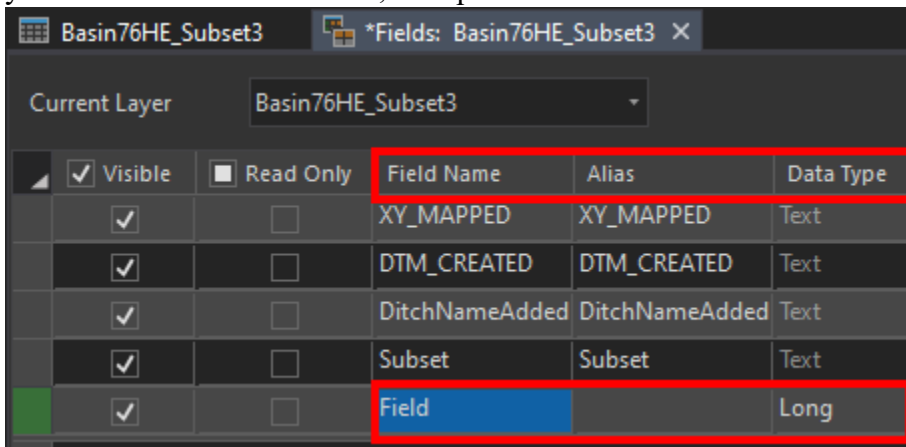 Basin76HE_Subset3 *Fields: Basin76HE_Subset3
Current Layer Basin76HE_Subset3
Visible Read Only Field Name Alias Data Type
XY_MAPPED XY_MAPPED Text
DTM_CREATED DTM_CREATED Text
DitchNameAdded DitchNameAdded Text
Subset Subset Text
Field Long